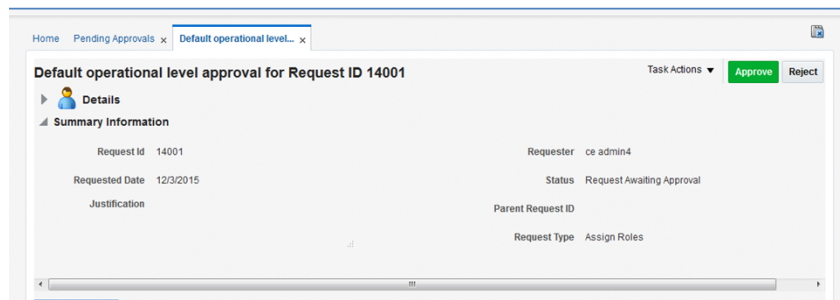 Home Pending Approvals x Default operational level... x
Default operational level approval for Request ID 14001 Task Actions ▼ Approve Reject
Details
Summary Information
Request Id 14001 Requester ce admin4
Requested Date 12/3/2015 Status Request Awaiting Approval
Justification Parent Request ID
Request Type Assign Roles